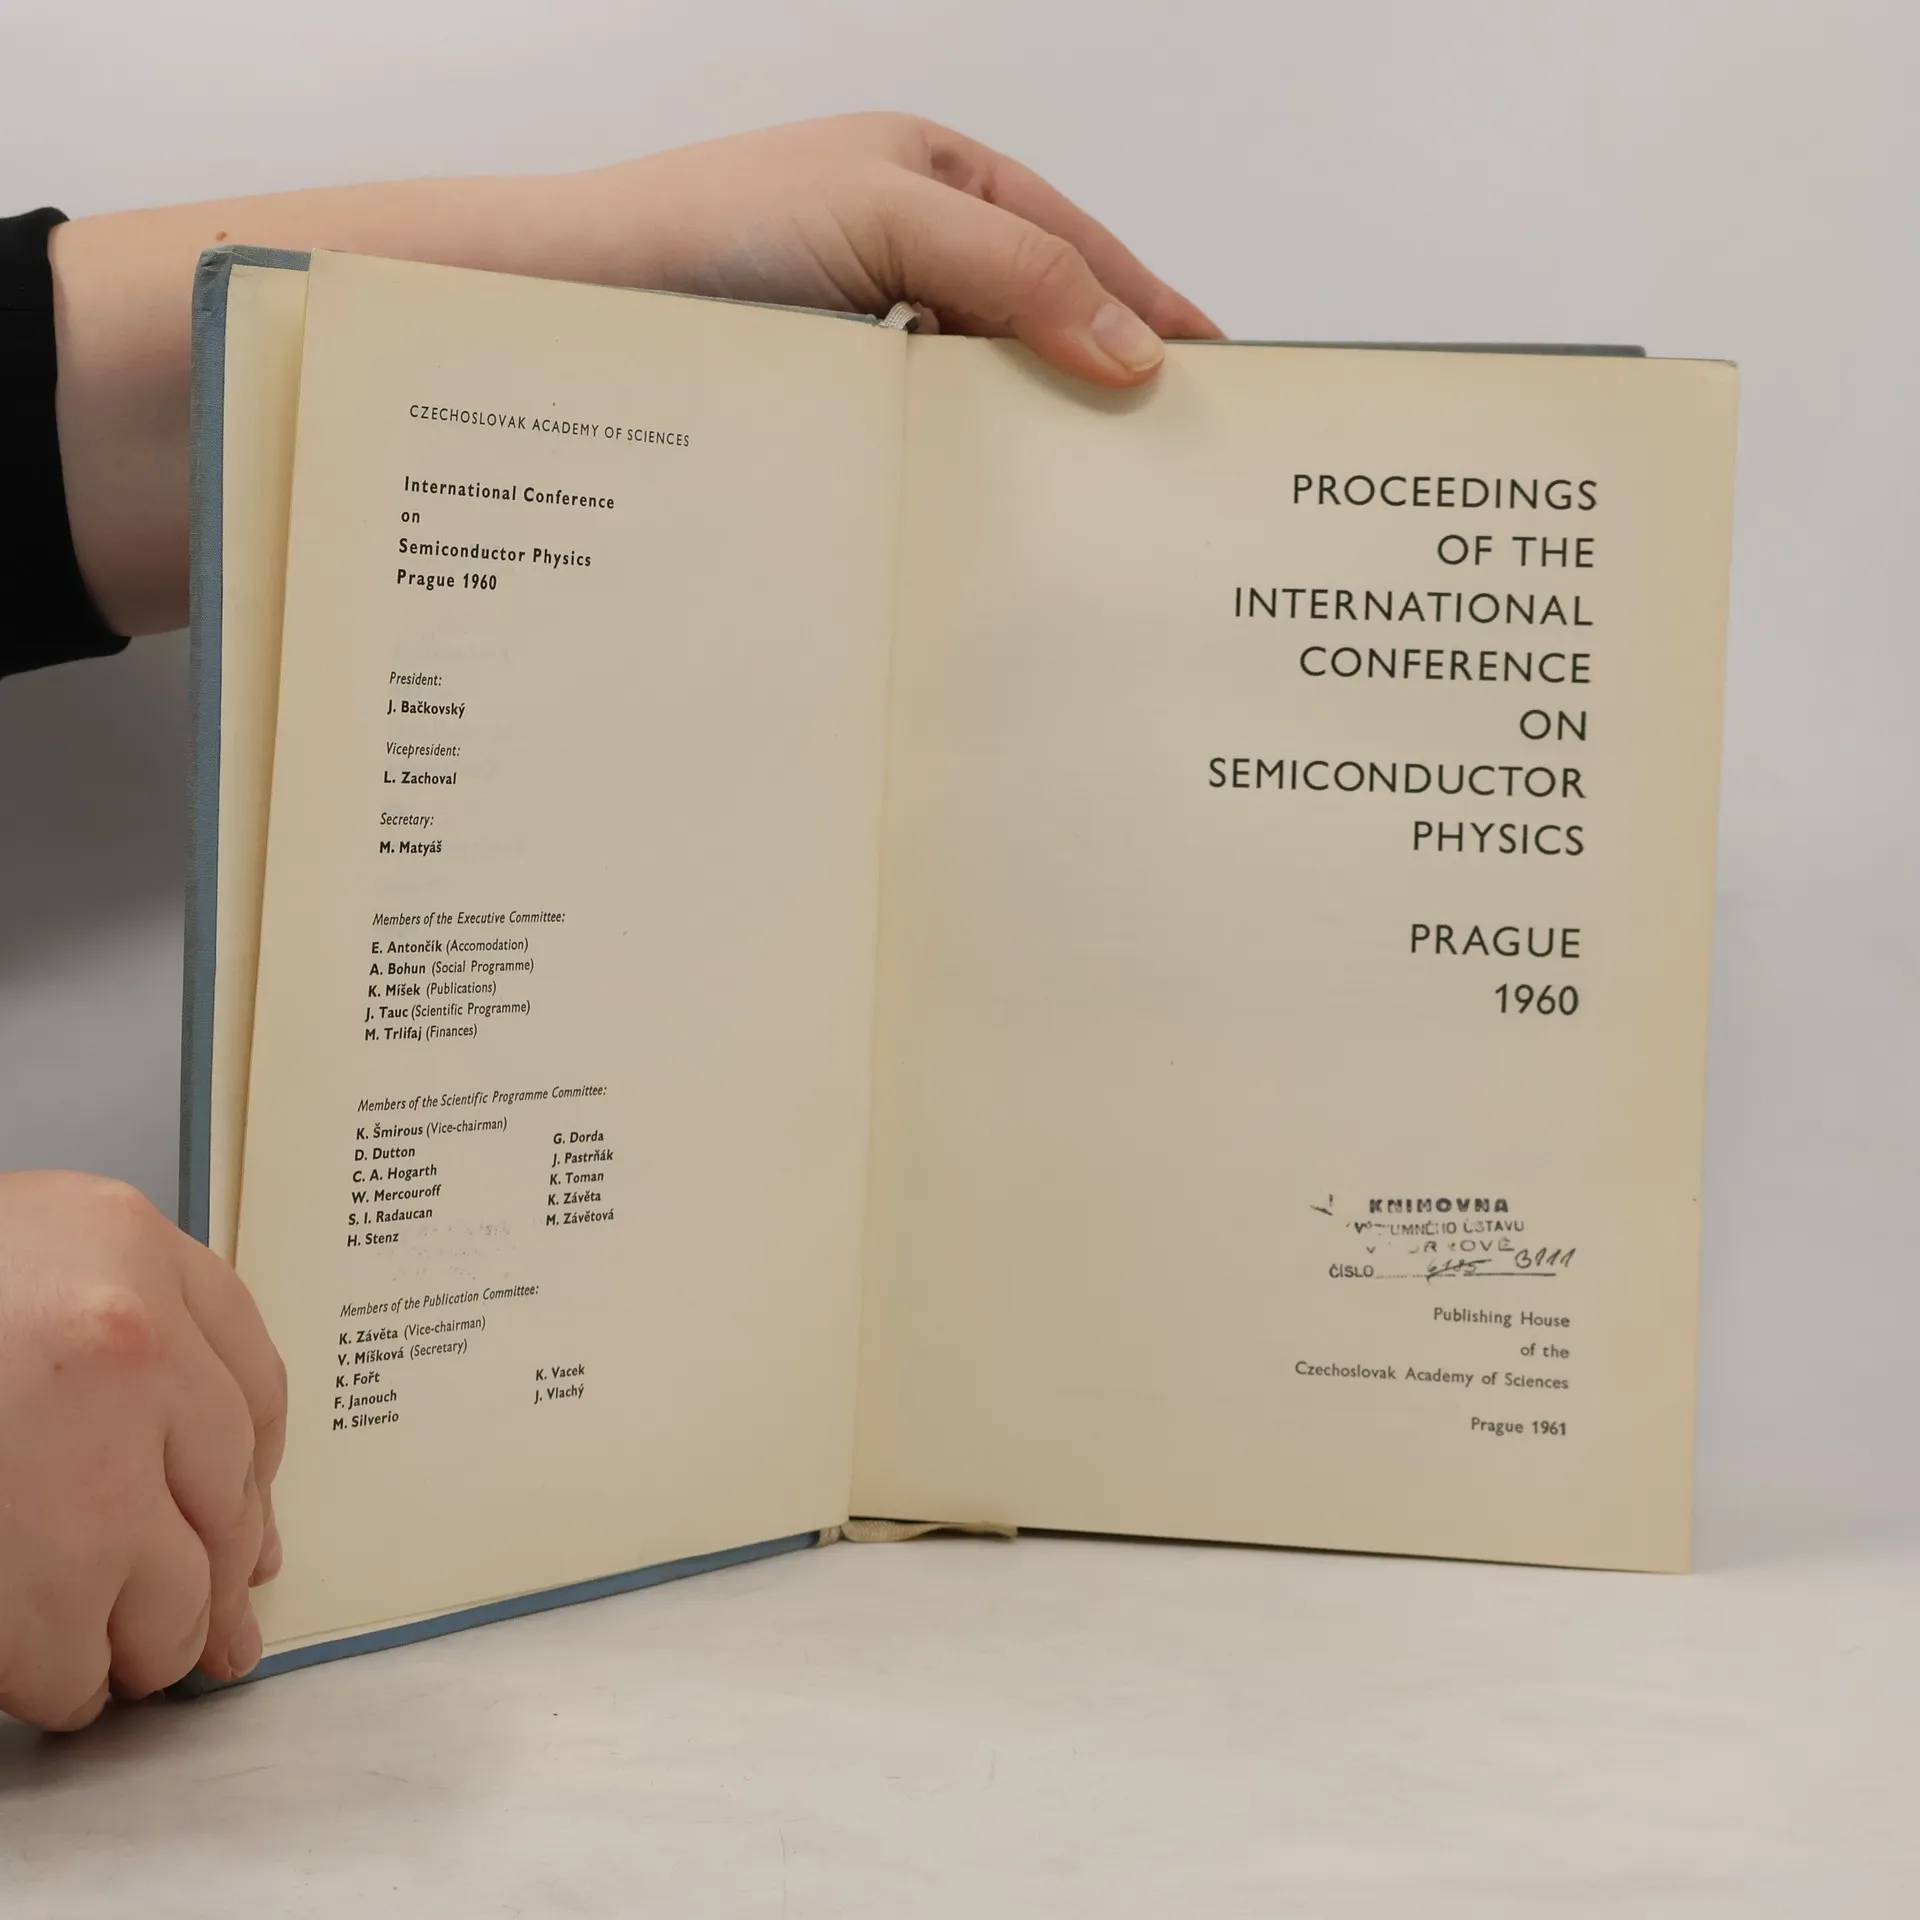 CZECHOSLOVAK ACADEMY OF SCIENCES
International Conference
on
Semiconductor Physics
Prague 1960
President:
J. Bačkovský
Vicepresident:
L. Zachoval
Secretary:
M. Matyáš
Members of the Executive Committee:
E. Antončík (Accomodation)
A. Bohun (Social Programme)
K. Míšek (Publications)
J. Tauc (Scientific Programme)
M. Trlifaj (Finances)
Members of the Scientific Programme Committee:
K. Šmirous (Vice-chairman)
D. Dutton
C. A. Hogarth
W. Mercouroff
S. I. Radaucan
H. Stenz
G. Dorda
J. Pastrňák
K. Toman
K. Závěta
M. Závětová
Members of the Publication Committee:
K. Závěta (Vice-chairman)
V. Míšková (Secretary)
K. Fořt
F. Janouch
M. Silverio
K. Vacek
J. Vlachý
PROCEEDINGS
OF THE
INTERNATIONAL
CONFERENCE
ON
SEMICONDUCTOR
PHYSICS
PRAGUE
1960
KNIHOVNA
ÚSTAVU
ČÍSLO 6185 3911
Publishing House
of the
Czechoslovak Academy of Sciences
Prague 1961